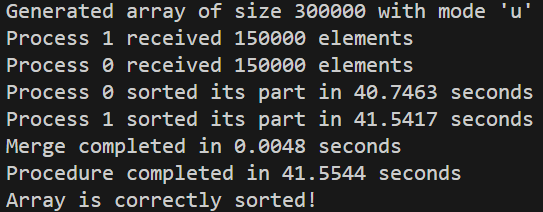 Generated array of size 300000 with mode 'u'
Process 1 received 150000 elements
Process 0 received 150000 elements
Process 0 sorted its part in 40.7463 seconds
Process 1 sorted its part in 41.5417 seconds
Merge completed in 0.0048 seconds
Procedure completed in 41.5544 seconds
Array is correctly sorted!